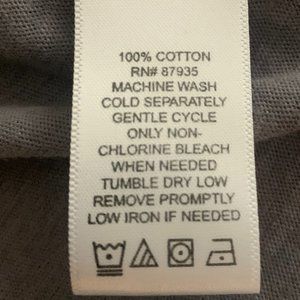 100% COTTON
RN# 87935
MACHINE WASH
COLD SEPARATELY
GENTLE CYCLE
ONLY NON-
CHLORINE BLEACH
WHEN NEEDED
TUMBLE DRY LOW
REMOVE PROMPTLY
LOW IRON IF NEEDED